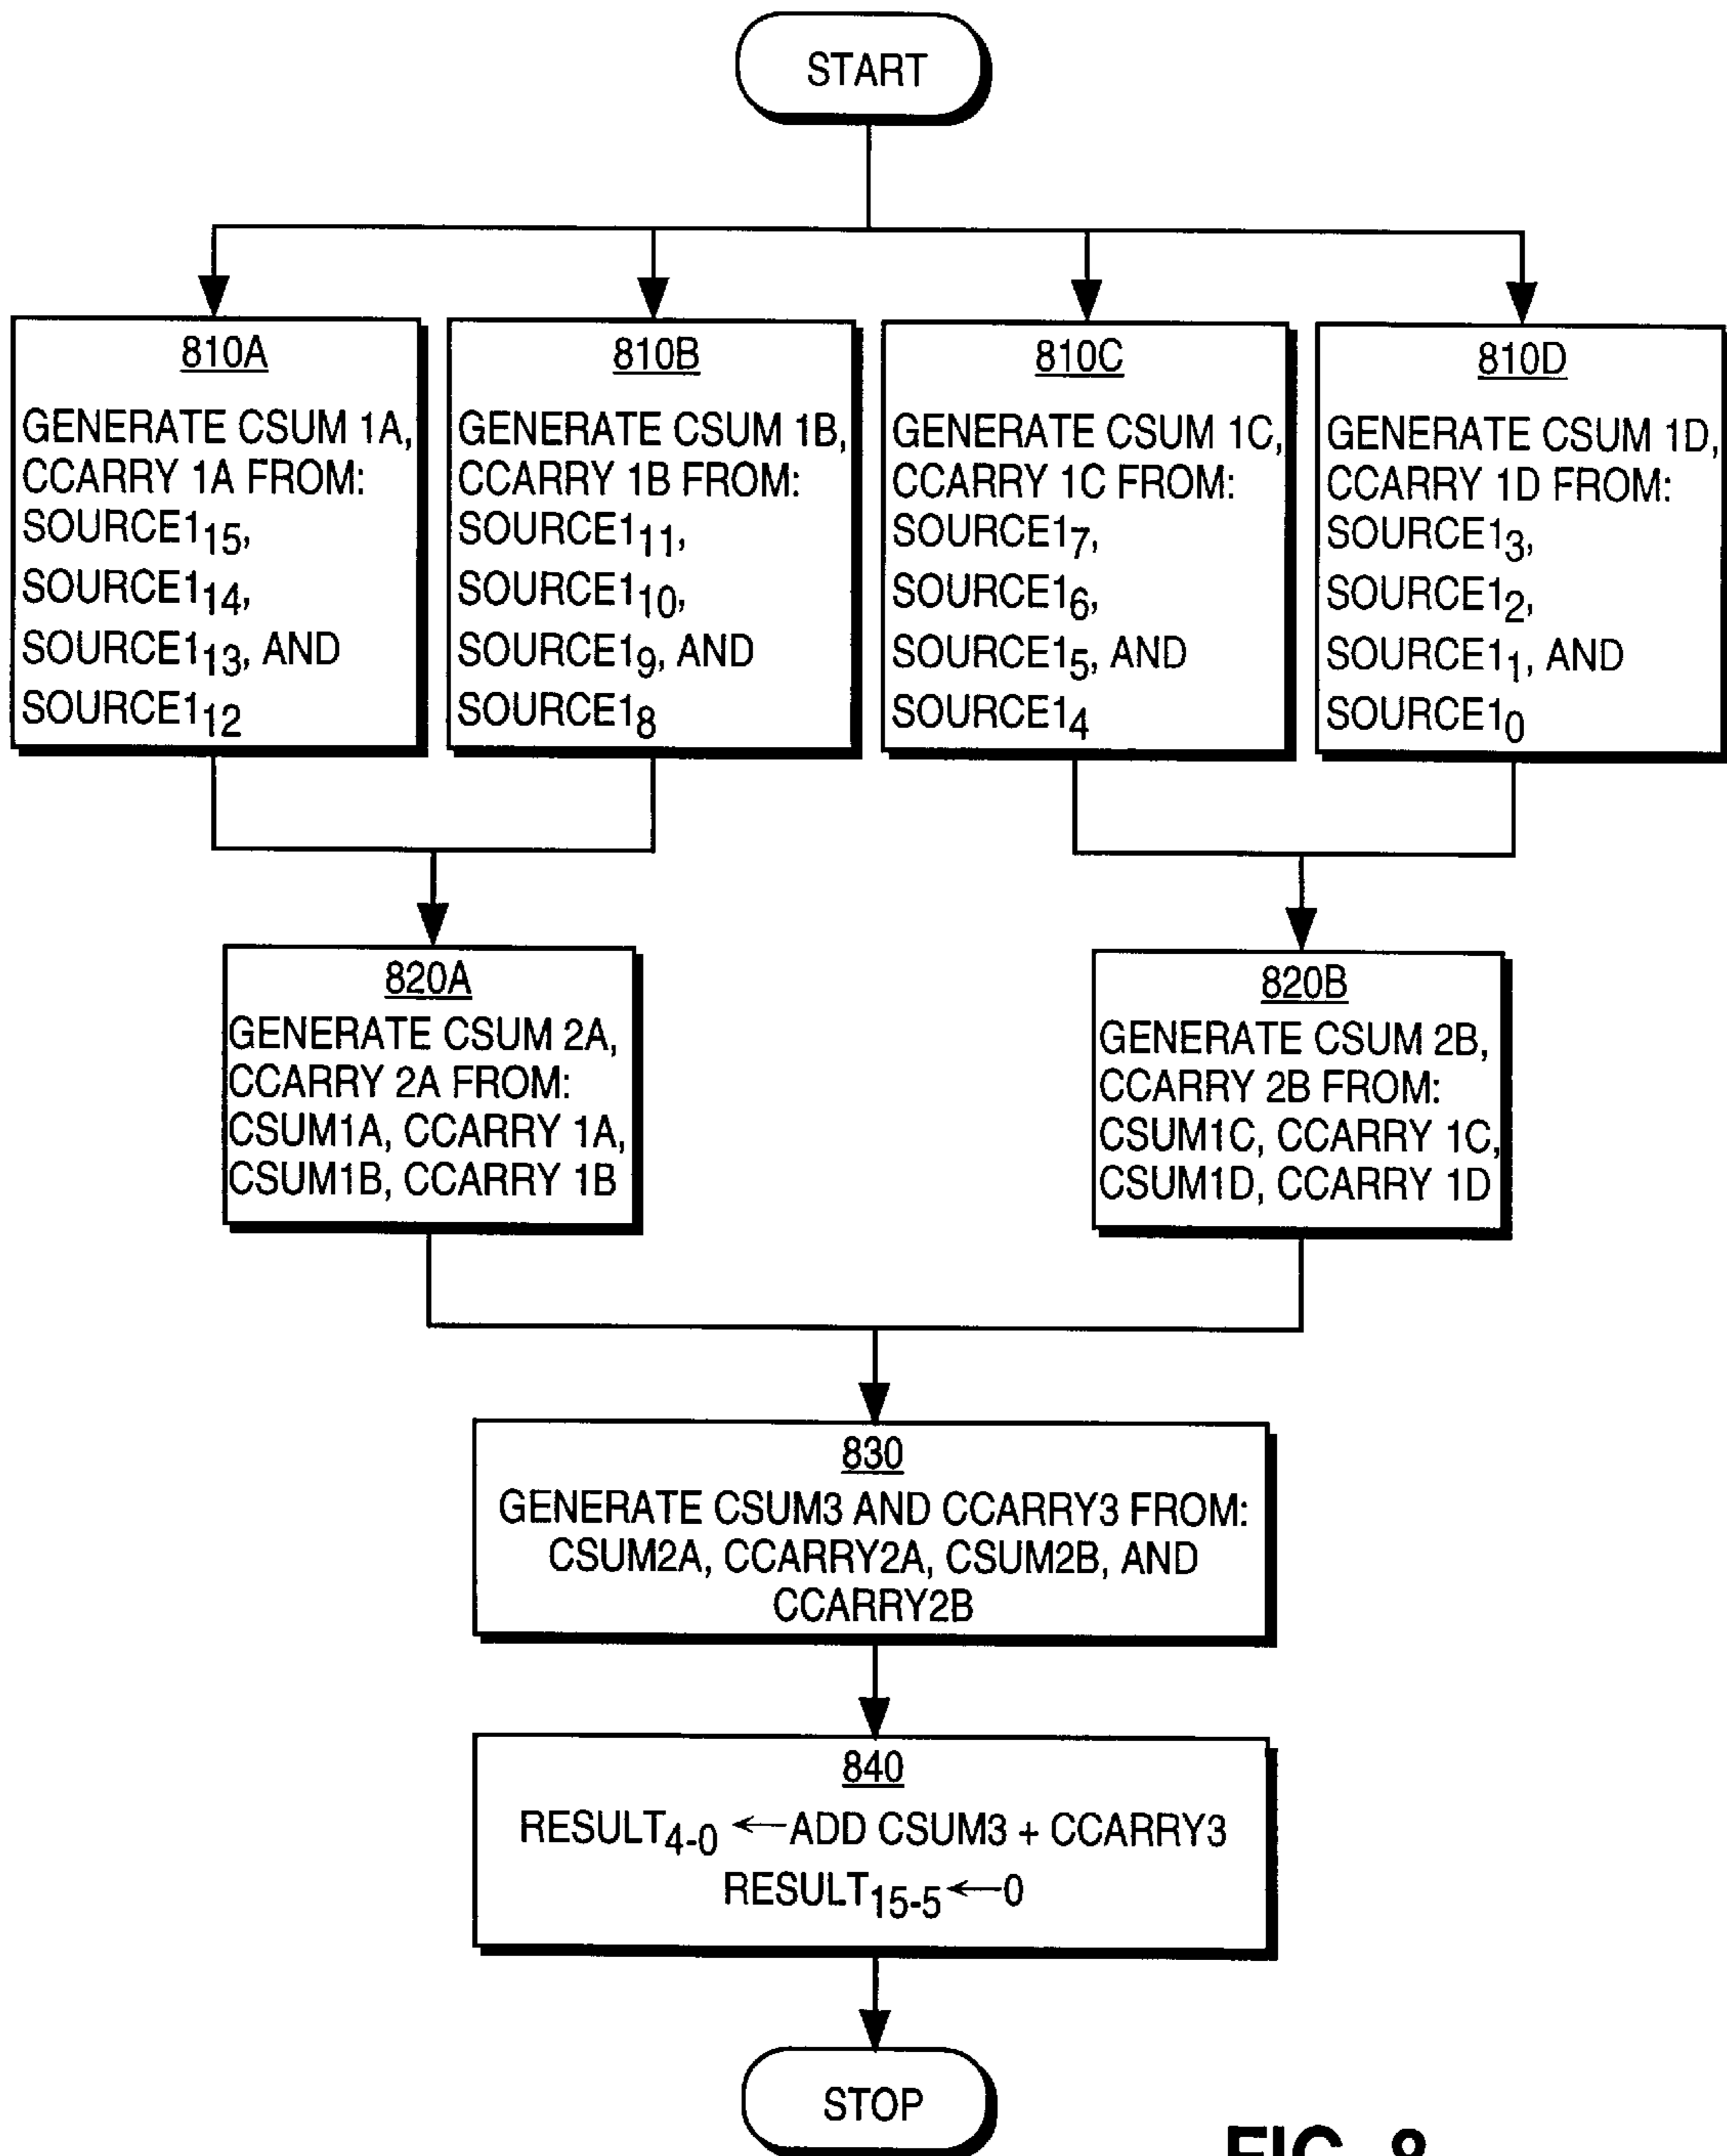 START
810A
GENERATE CSUM 1A,
CCARRY 1A FROM:
SOURCE1₁₅,
SOURCE1₁₄,
SOURCE1₁₃, AND
SOURCE1₁₂
810B
GENERATE CSUM 1B,
CCARRY 1B FROM:
SOURCE1₁₁,
SOURCE1₁₀,
SOURCE1₉, AND
SOURCE1₈
810C
GENERATE CSUM 1C,
CCARRY 1C FROM:
SOURCE1₇,
SOURCE1₆,
SOURCE1₅, AND
SOURCE1₄
810D
GENERATE CSUM 1D,
CCARRY 1D FROM:
SOURCE1₃,
SOURCE1₂,
SOURCE1₁, AND
SOURCE1₀
820A
GENERATE CSUM 2A,
CCARRY 2A FROM:
CSUM1A, CCARRY 1A,
CSUM1B, CCARRY 1B
820B
GENERATE CSUM 2B,
CCARRY 2B FROM:
CSUM1C, CCARRY 1C,
CSUM1D, CCARRY 1D
830
GENERATE CSUM3 AND CCARRY3 FROM:
CSUM2A, CCARRY2A, CSUM2B, AND
CCARRY2B
840
RESULT₄₋₀ ← ADD CSUM3 + CCARRY3
RESULT₁₅₋₅ ← 0
STOP
FIG. 8